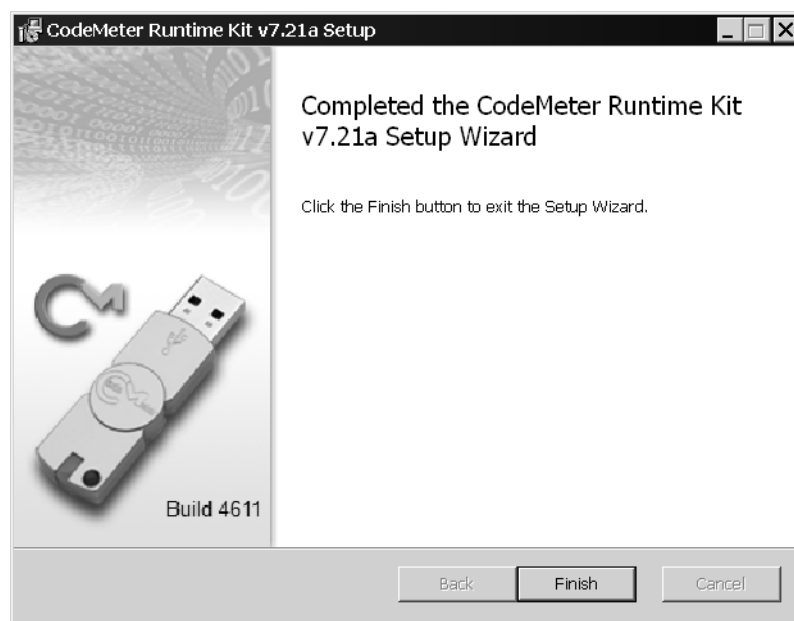 CodeMeter Runtime Kit v7.21a Setup
Completed the CodeMeter Runtime Kit
v7.21a Setup Wizard
Click the Finish button to exit the Setup Wizard.
Build 4611
Back
Finish
Cancel